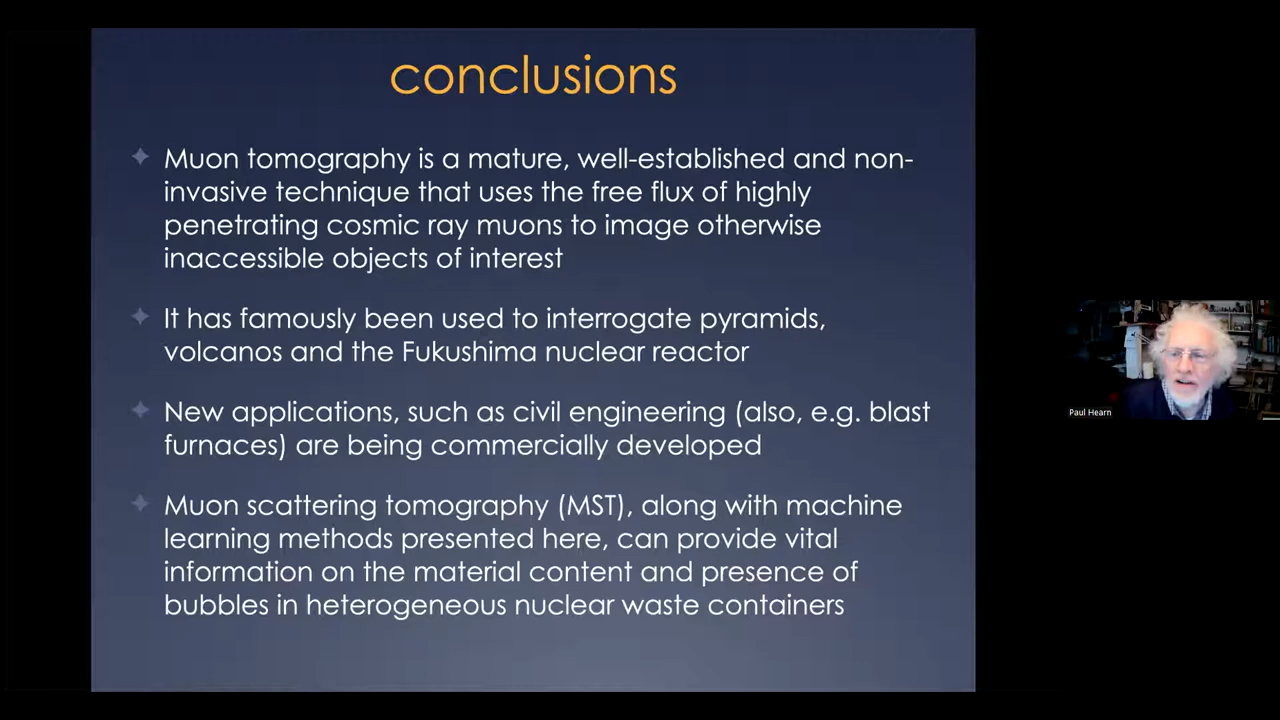 conclusions
Muon tomography is a mature, well-established and non-
invasive technique that uses the free flux of highly
penetrating cosmic ray muons to image otherwise
inaccessible objects of interest
It has famously been used to interrogate pyramids,
volcanos and the Fukushima nuclear reactor
New applications, such as civil engineering (also, e.g. blast
furnaces) are being commercially developed
Muon scattering tomography (MST), along with machine
learning methods presented here, can provide vital
information on the material content and presence of
bubbles in heterogeneous nuclear waste containers
Paul Hearn